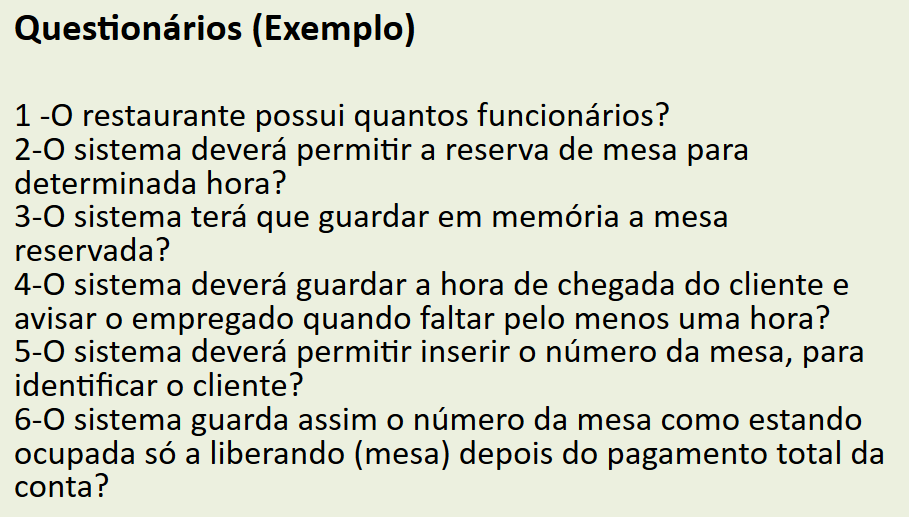 Questionários (Exemplo)
1 -O restaurante possui quantos funcionários?
2-O sistema deverá permitir a reserva de mesa para
determinada hora?
3-O sistema terá que guardar em memória a mesa
reservada?
4-O sistema deverá guardar a hora de chegada do cliente e
avisar o empregado quando faltar pelo menos uma hora?
5-O sistema deverá permitir inserir o número da mesa, para
identificar o cliente?
6-O sistema guarda assim o número da mesa como estando
ocupada só a liberando (mesa) depois do pagamento total da
conta?